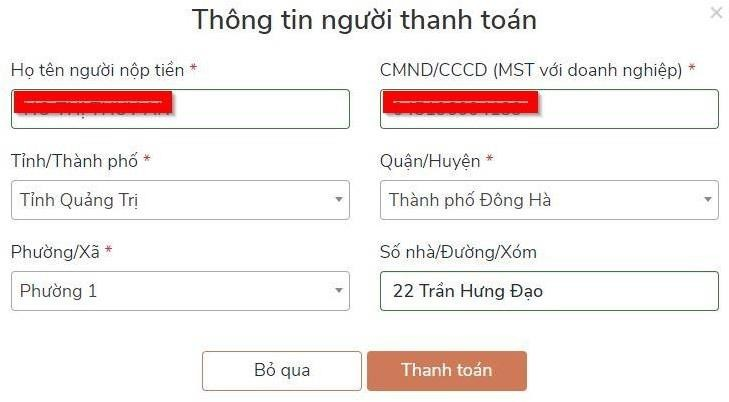 Thông tin người thanh toán
×
Họ tên người nộp tiền * CMND/CCCD (MST với doanh nghiệp) *
Tỉnh/Thành phố * Quận/Huyện *
Tỉnh Quảng Trị Thành phố Đông Hà
Phường/Xã * Số nhà/Đường/Xóm
Phường 1 22 Trần Hưng Đạo
Bỏ qua Thanh toán